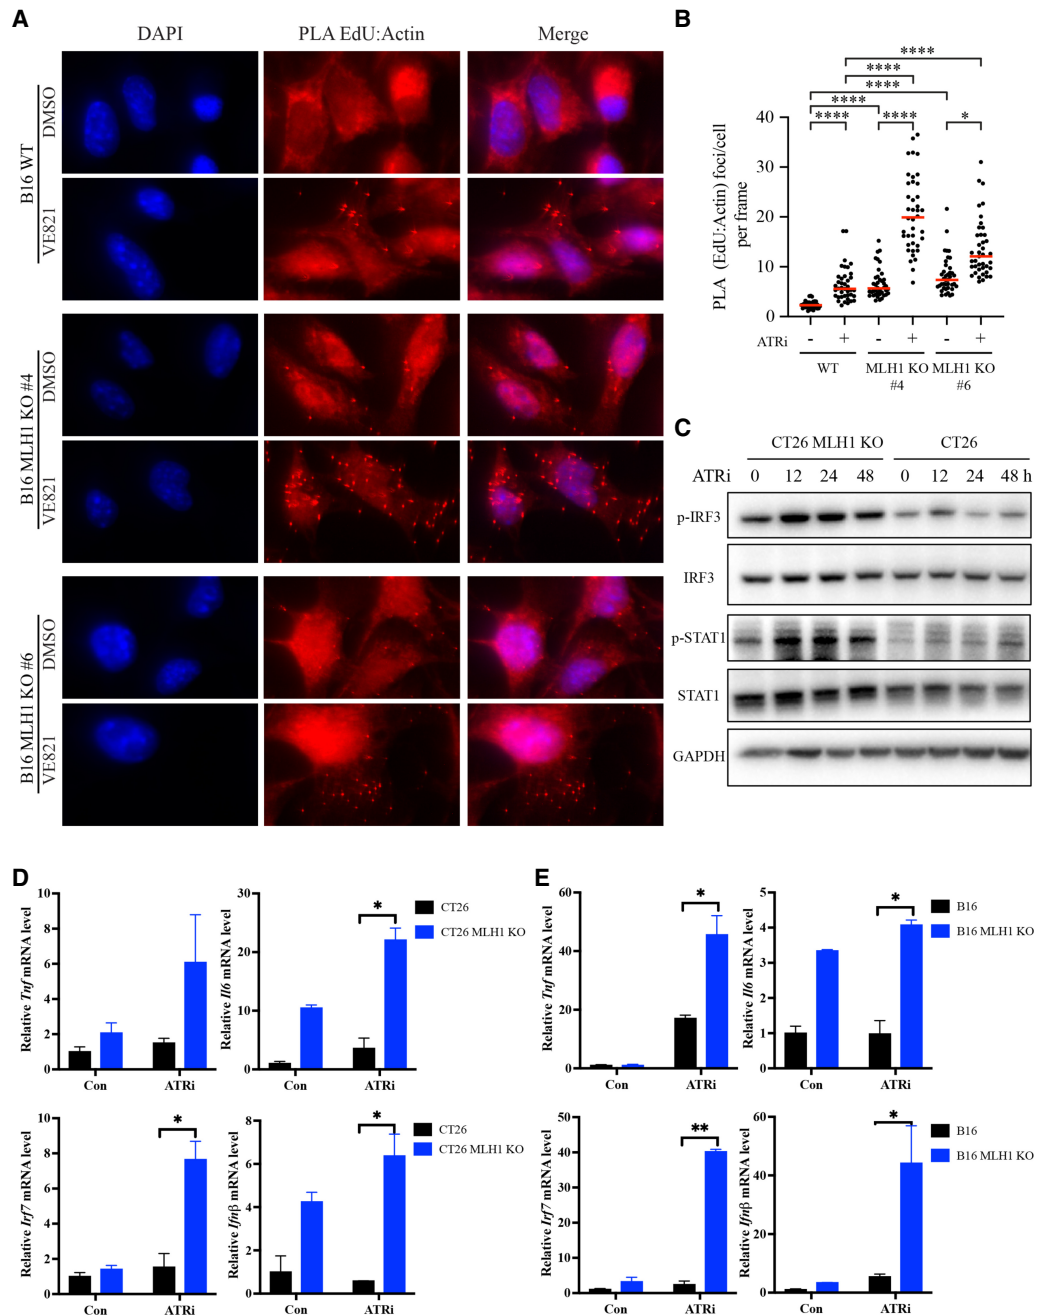 A
DAPI PLA EdU:Actin Merge
B16 WT
DMSO
VE821
B16 MLH1 KO #4
DMSO
VE821
B16 MLH1 KO #6
DMSO
VE821
B
**** 
**** 
**** 
**** 
**** **** *
PLA (EdU:Actin) foci/cell
per frame
40
30
20
10
0
ATRi - + - + - +
WT MLH1 KO MLH1 KO
#4 #6
C
CT26 MLH1 KO CT26
ATRi 0 12 24 48 0 12 24 48 h
p-IRF3
IRF3
p-STAT1
STAT1
GAPDH
D
Relative Tnf mRNA level
10
8
6
4
2
0
Con ATRi
Relative Il6 mRNA level
30
20
10
0
*
Con ATRi
CT26
CT26 MLH1 KO
Relative Irf7 mRNA level
10
8
6
4
2
0
*
Con ATRi
Relative Ifnβ mRNA level
8
6
4
2
0
*
Con ATRi
CT26
CT26 MLH1 KO
E
Relative Tnf mRNA level
60
40
20
0
*
Con ATRi
Relative Il6 mRNA level
5
4
3
2
1
0
*
Con ATRi
B16
B16 MLH1 KO
Relative Irf7 mRNA level
50
40
30
20
10
0
**
Con ATRi
Relative Ifnβ mRNA level
60
40
20
0
*
Con ATRi
B16
B16 MLH1 KO